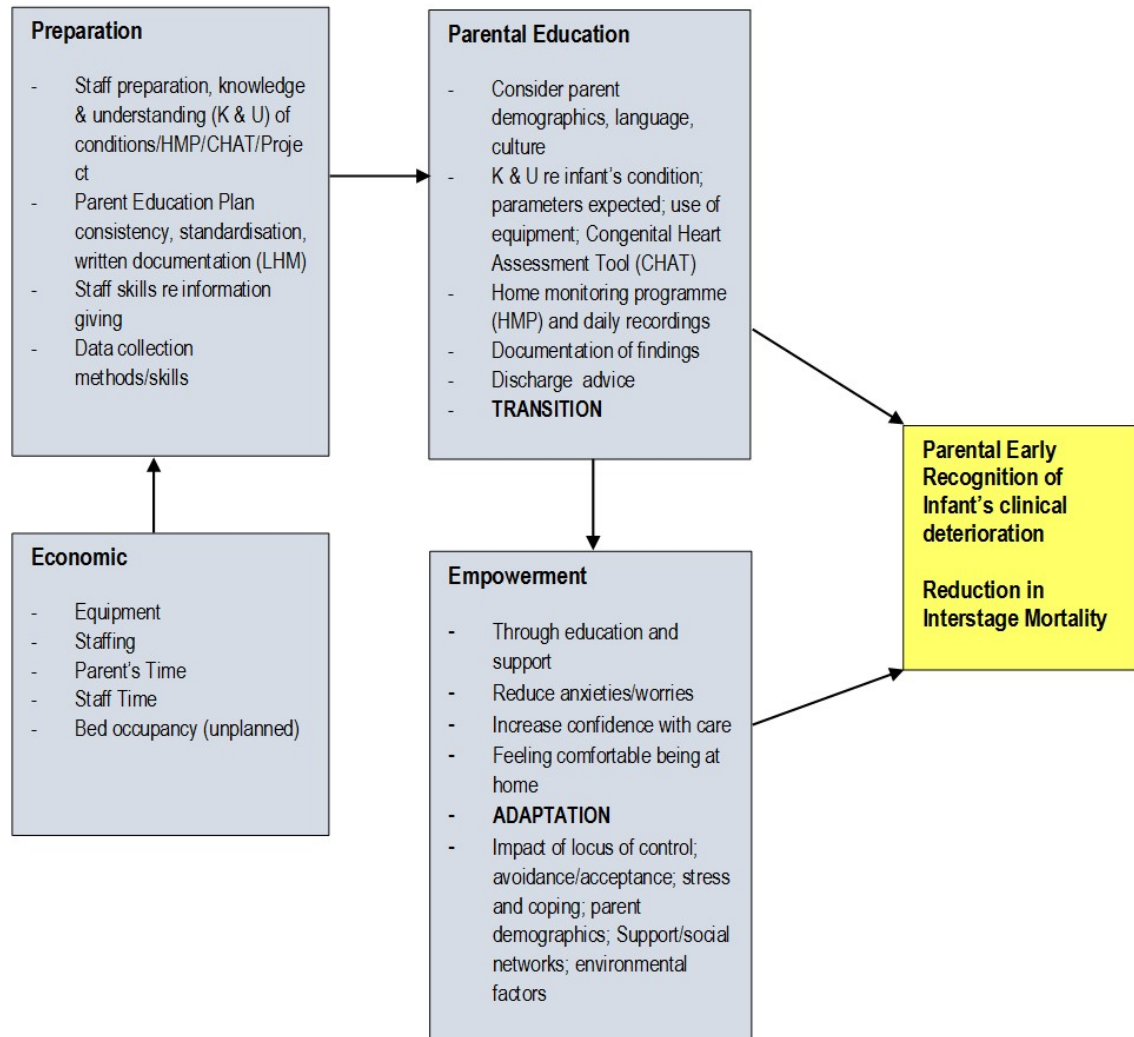 Preparation
- Staff preparation, knowledge
& understanding (K & U) of
conditions/HMP/CHAT/Proje
ct
- Parent Education Plan
consistency, standardisation,
written documentation (LHM)
- Staff skills re information
giving
- Data collection
methods/skills
Parental Education
- Consider parent
demographics, language,
culture
- K & U re infant’s condition;
parameters expected; use of
equipment; Congenital Heart
Assessment Tool (CHAT)
- Home monitoring programme
(HMP) and daily recordings
- Documentation of findings
- Discharge advice
- TRANSITION
Economic
- Equipment
- Staffing
- Parent’s Time
- Staff Time
- Bed occupancy (unplanned)
Empowerment
- Through education and
support
- Reduce anxieties/worries
- Increase confidence with care
- Feeling comfortable being at
home
- ADAPTATION
- Impact of locus of control;
avoidance/acceptance; stress
and coping; parent
demographics; Support/social
networks; environmental
factors
Parental Early
Recognition of
Infant’s clinical
deterioration
Reduction in
Interstage Mortality